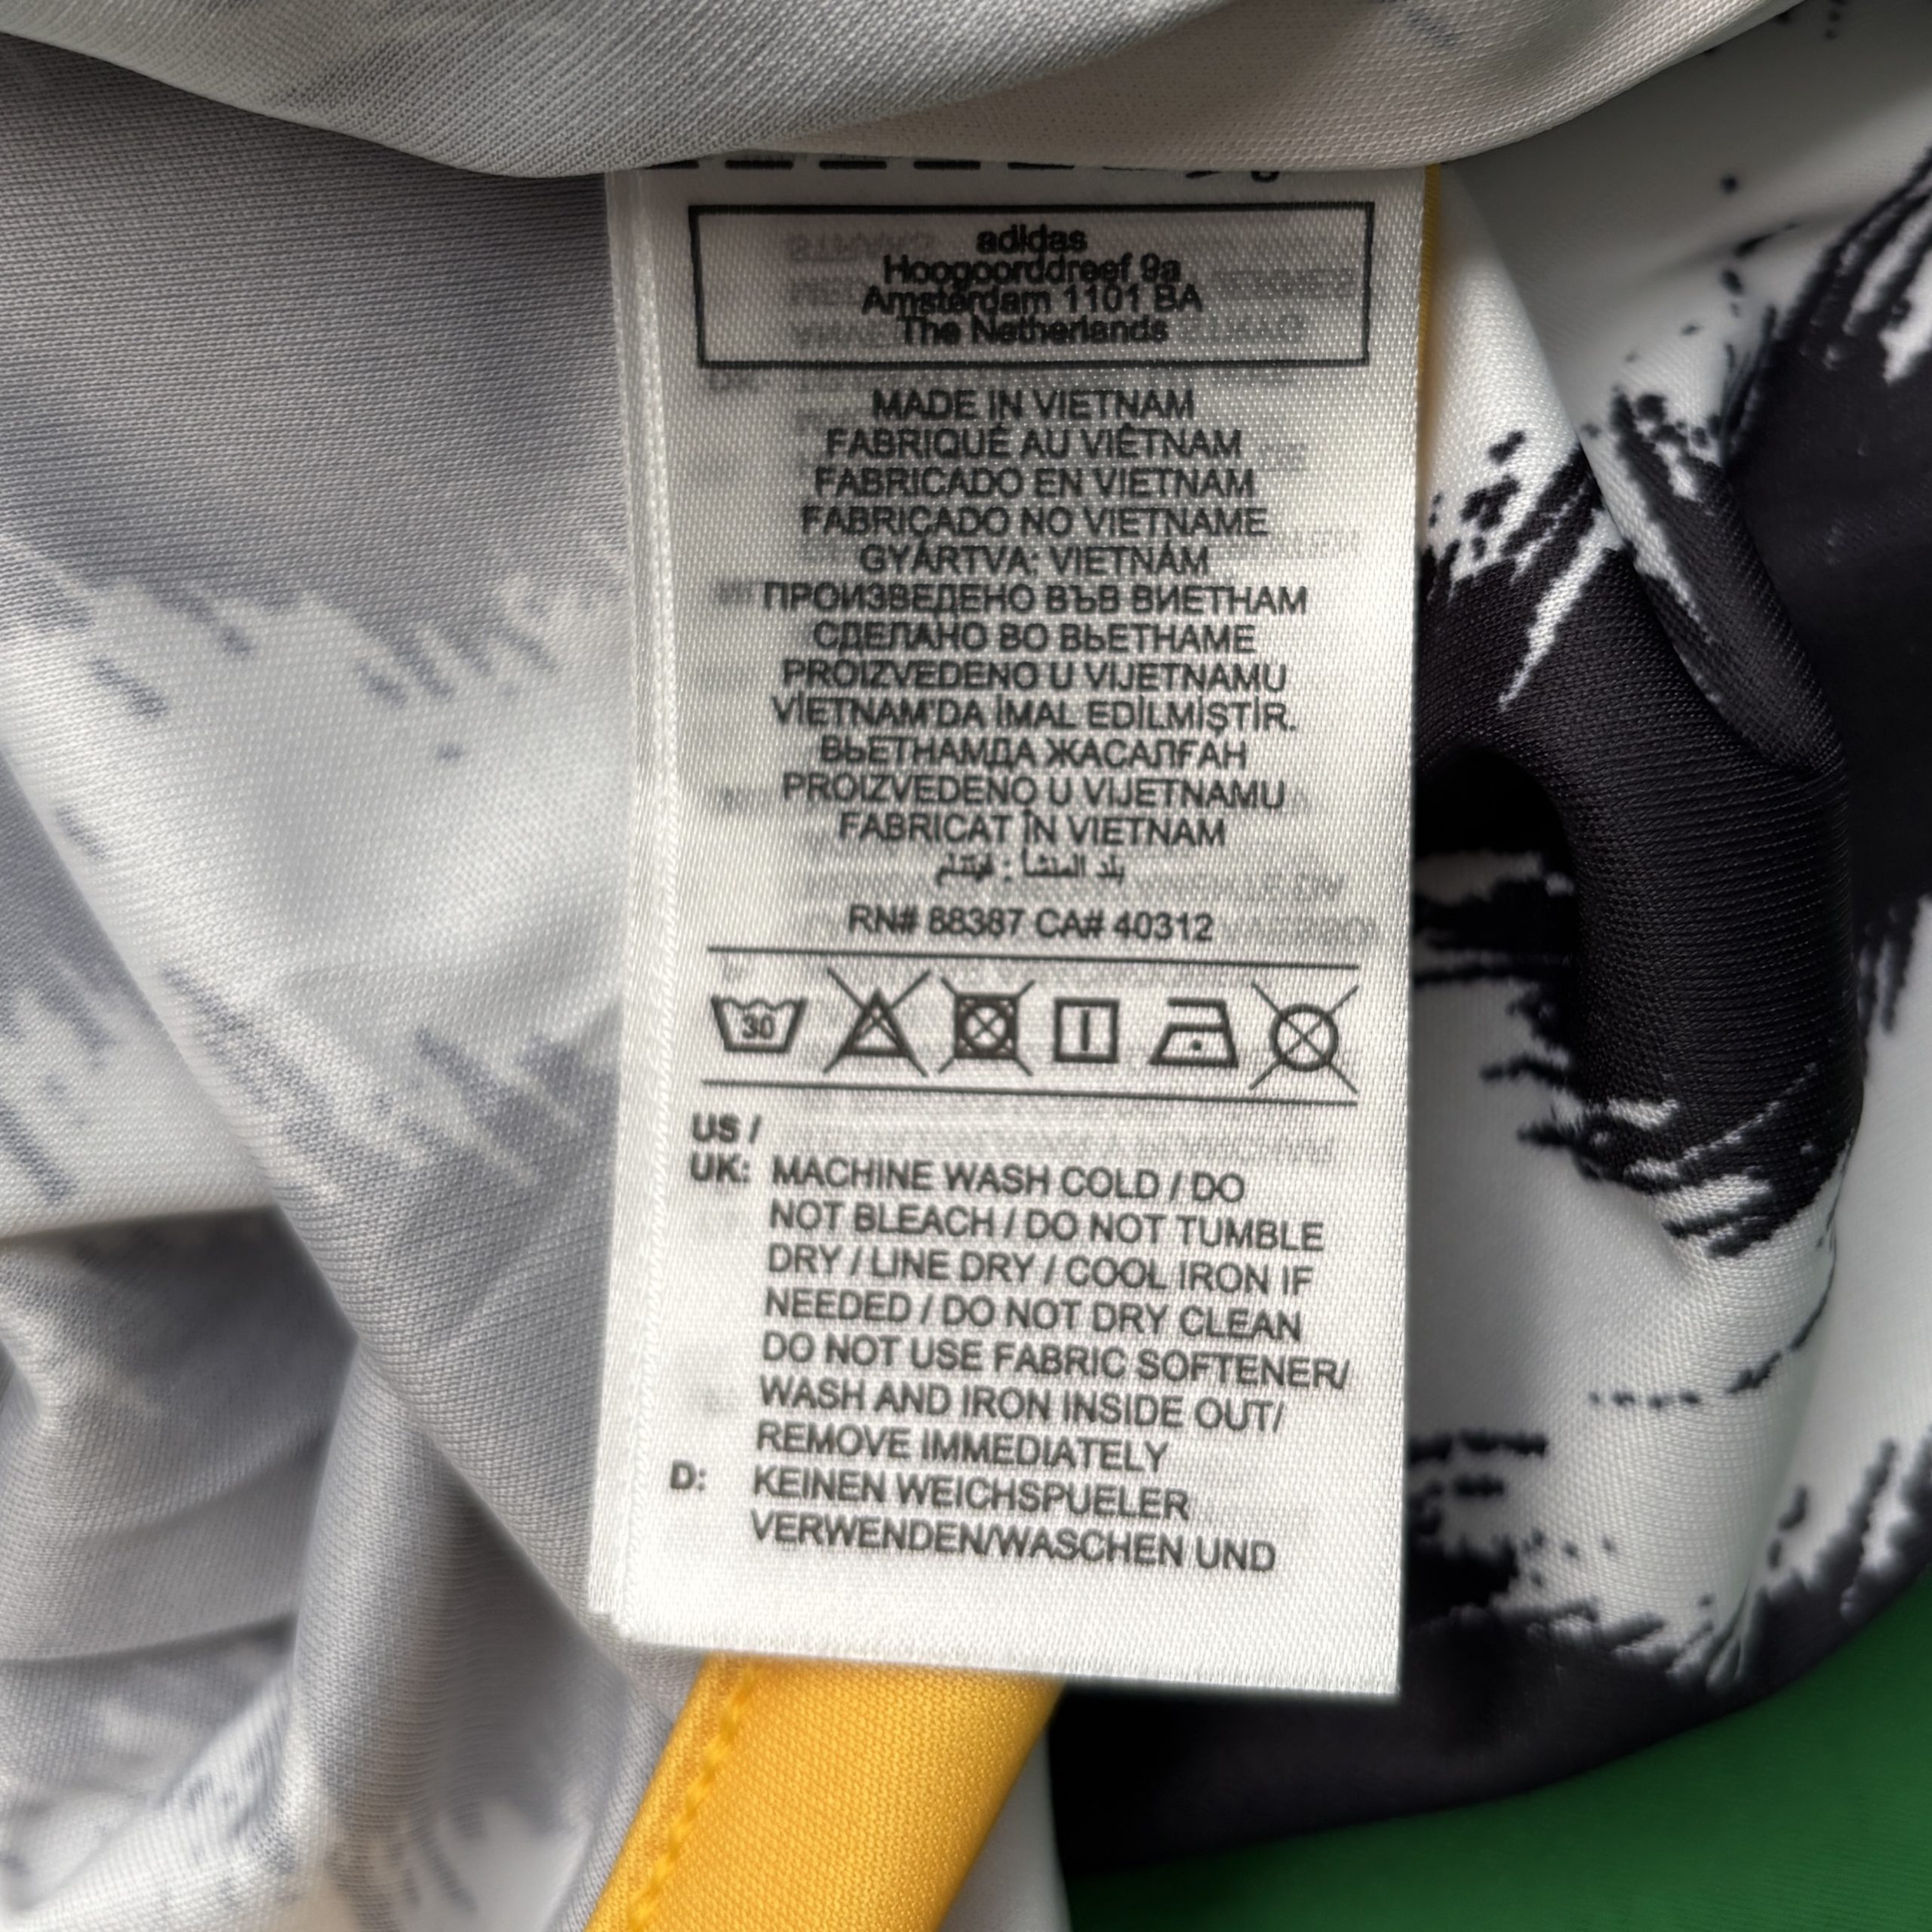 adidas
Hoogoorddreef 9a
Amsterdam 1101 BA
The Netherlands
MADE IN VIETNAM
FABRIQUÉ AU VIÊTNAM
FABRICADO EN VIETNAM
FABRICADO NO VIETNAME
GYÁRTVA: VIETNÁM
ПРОИЗВЕДЕНО ВЪВ ВИЕТНАМ
СДЕЛАНО ВО ВЬЕТНАМЕ
PROIZVEDENO U VIJETNAMU
VİETNAM'DA İMAL EDİLMİŞTİR.
ВЬЕТНАМДА ЖАСАЛҒАН
PROIZVEDENO U VIJETNAMU
FABRICAT ÎN VIETNAM
بلد المنشأ : فيتنام
RN# 88387 CA# 40312
30
US /
UK: MACHINE WASH COLD / DO
NOT BLEACH / DO NOT TUMBLE
DRY / LINE DRY / COOL IRON IF
NEEDED / DO NOT DRY CLEAN
DO NOT USE FABRIC SOFTENER/
WASH AND IRON INSIDE OUT/
REMOVE IMMEDIATELY
D: KEINEN WEICHSPUELER
VERWENDEN/WASCHEN UND